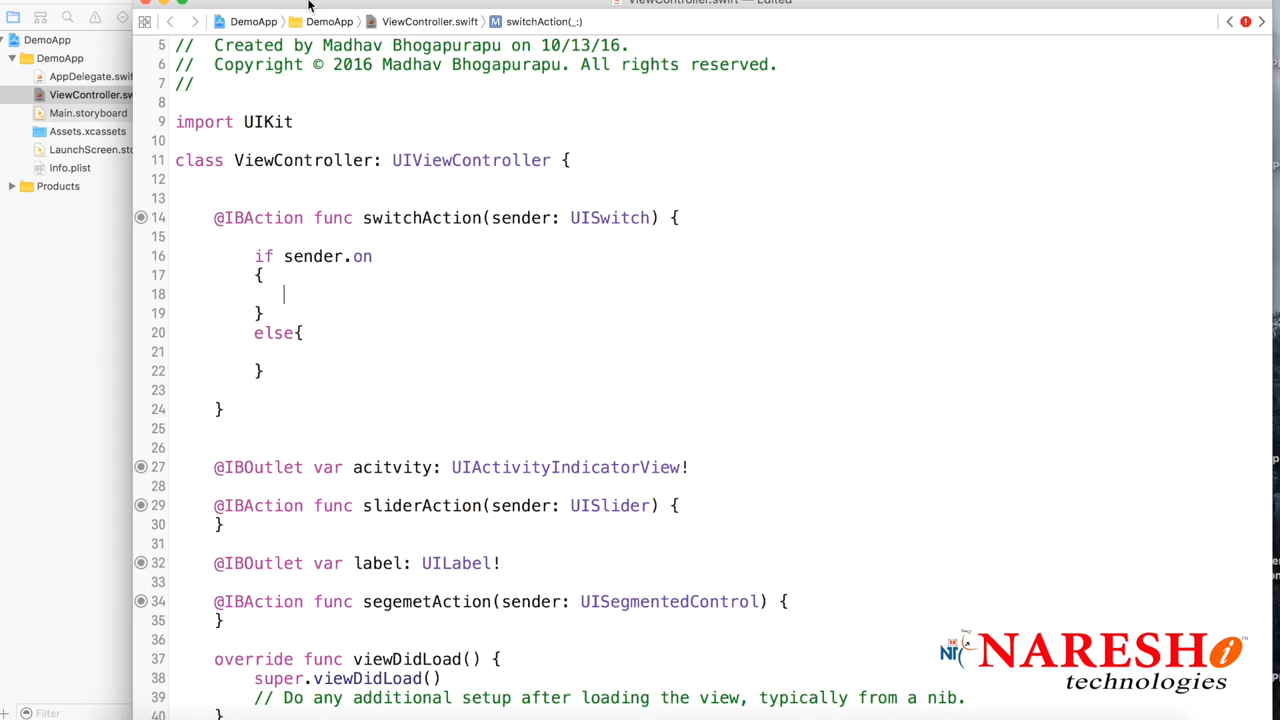 ViewController.swift — Edited
DemoApp DemoApp ViewController.swift M switchAction(_:)
DemoApp
DemoApp
AppDelegate.swif
ViewController.sw
Main.storyboard
Assets.xcassets
LaunchScreen.sto
Info.plist
Products
Filter
5 // Created by Madhav Bhogapurapu on 10/13/16.
6 // Copyright © 2016 Madhav Bhogapurapu. All rights reserved.
7 //
8
9 import UIKit
10
11 class ViewController: UIViewController {
12
13
14 @IBAction func switchAction(sender: UISwitch) {
15
16 if sender.on
17 {
18
19 }
20 else{
21
22 }
23
24 }
25
26
27 @IBOutlet var acitvity: UIActivityIndicatorView!
28
29 @IBAction func sliderAction(sender: UISlider) {
30 }
31
32 @IBOutlet var label: UILabel!
33
34 @IBAction func segemetAction(sender: UISegmentedControl) {
35 }
36
37 override func viewDidLoad() {
38 super.viewDidLoad()
39 // Do any additional setup after loading the view, typically from a nib.
40 }
NARESH i
technologies